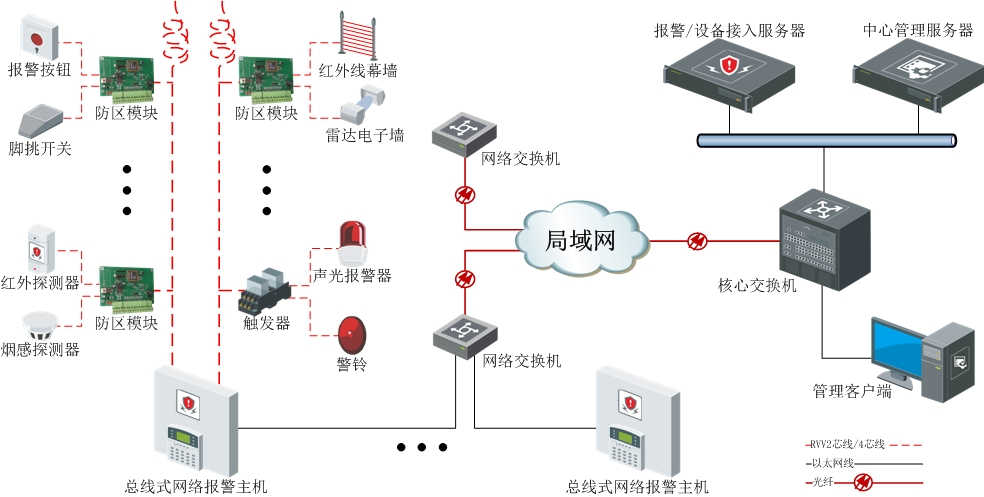 报警/设备接入服务器
中心管理服务器
报警按钮
防区模块
防区模块
红外线幕墙
脚挑开关
雷达电子墙
网络交换机
局域网
核心交换机
红外探测器
防区模块
触发器
声光报警器
烟感探测器
警铃
网络交换机
管理客户端
总线式网络报警主机
总线式网络报警主机
RVV2芯线/4芯线
以太网线
光纤